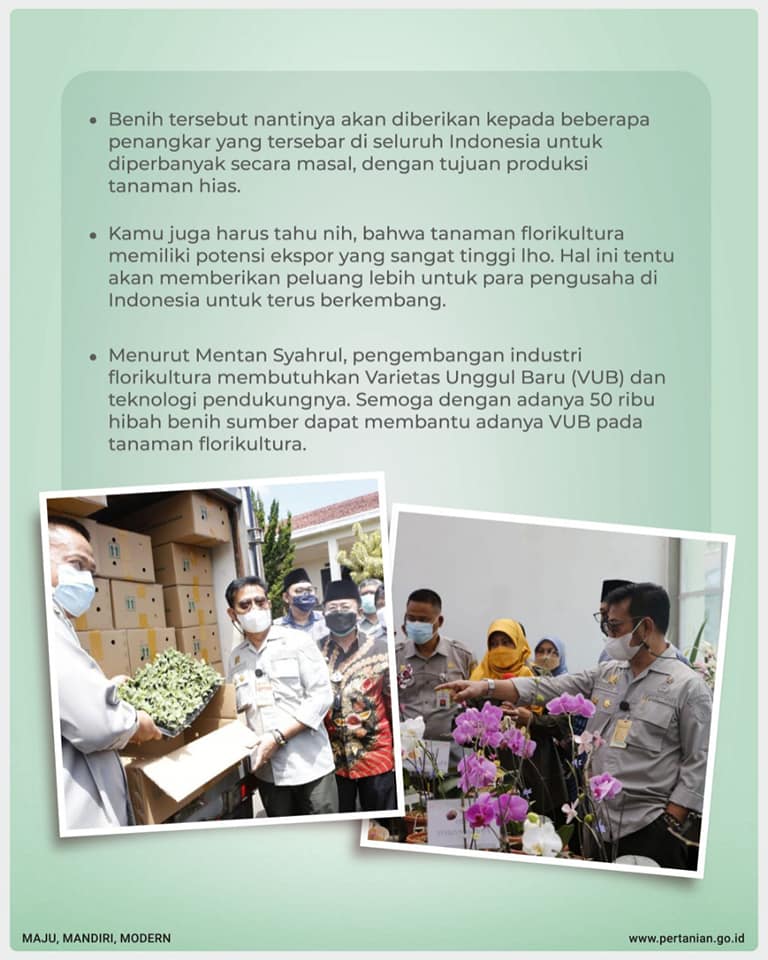 • Benih tersebut nantinya akan diberikan kepada beberapa
penangkar yang tersebar di seluruh Indonesia untuk
diperbanyak secara masal, dengan tujuan produksi
tanaman hias.
• Kamu juga harus tahu nih, bahwa tanaman florikultura
memiliki potensi ekspor yang sangat tinggi lho. Hal ini tentu
akan memberikan peluang lebih untuk para pengusaha di
Indonesia untuk terus berkembang.
• Menurut Mentan Syahrul, pengembangan industri
florikultura membutuhkan Varietas Unggul Baru (VUB) dan
teknologi pendukungnya. Semoga dengan adanya 50 ribu
hibah benih sumber dapat membantu adanya VUB pada
tanaman florikultura.
MAJU, MANDIRI, MODERN
www.pertanian.go.id